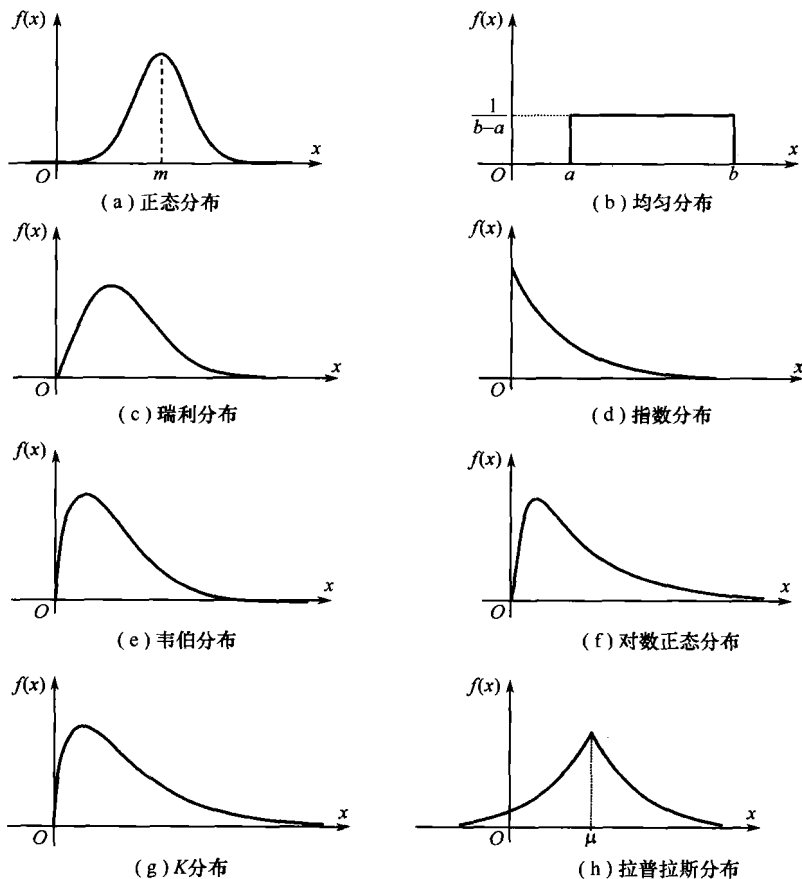 f(x)
x
O
m
(a)正态分布
f(x)
1
b-a
x
O
a
b
(b)均匀分布
f(x)
x
O
(c)瑞利分布
f(x)
x
O
(d)指数分布
f(x)
x
O
(e)韦伯分布
f(x)
x
O
(f)对数正态分布
f(x)
x
O
(g)K分布
f(x)
x
O
μ
(h)拉普拉斯分布